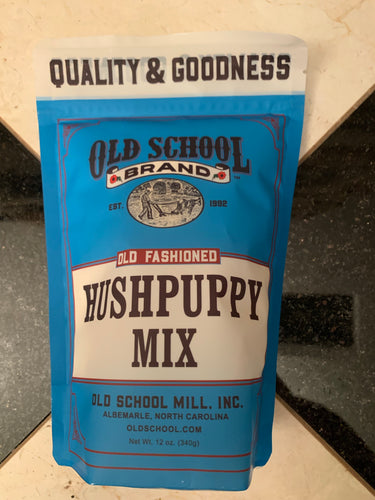 QUALITY & GOODNESS
OLD SCHOOL
BRAND™
EST. 1992
OLD FASHIONED
HUSHPUPPY
MIX
OLD SCHOOL MILL, INC.
ALBEMARLE, NORTH CAROLINA
OLDSCHOOL.COM
Net Wt. 12 oz. (340g)